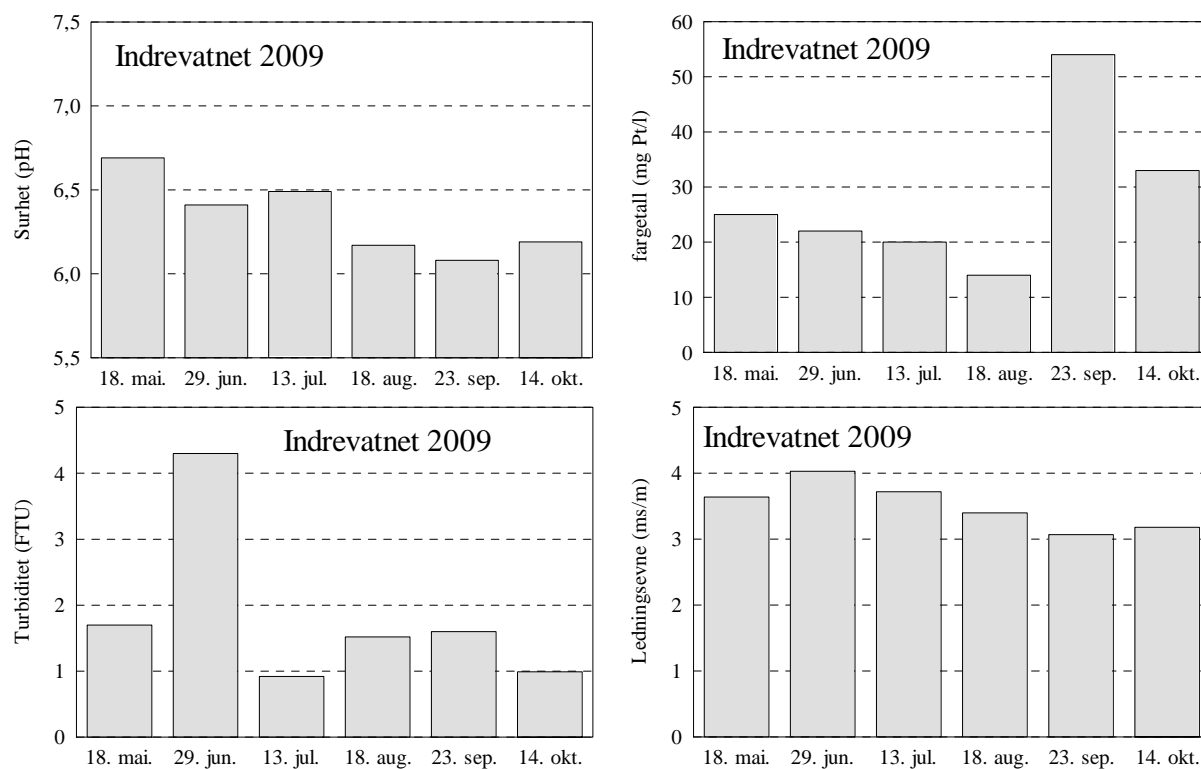 Indrevatnet 2009
Surhet (pH)
7,5
7,0
6,5
6,0
5,5
18. mai. 29. jun. 13. jul. 18. aug. 23. sep. 14. okt.
Indrevatnet 2009
fargetall (mg Pt/l)
60
50
40
30
20
10
0
18. mai. 29. jun. 13. jul. 18. aug. 23. sep. 14. okt.
Indrevatnet 2009
Turbiditet (FTU)
5
4
3
2
1
0
18. mai. 29. jun. 13. jul. 18. aug. 23. sep. 14. okt.
Indrevatnet 2009
Ledningsevne (ms/m)
5
4
3
2
1
0
18. mai. 29. jun. 13. jul. 18. aug. 23. sep. 14. okt.